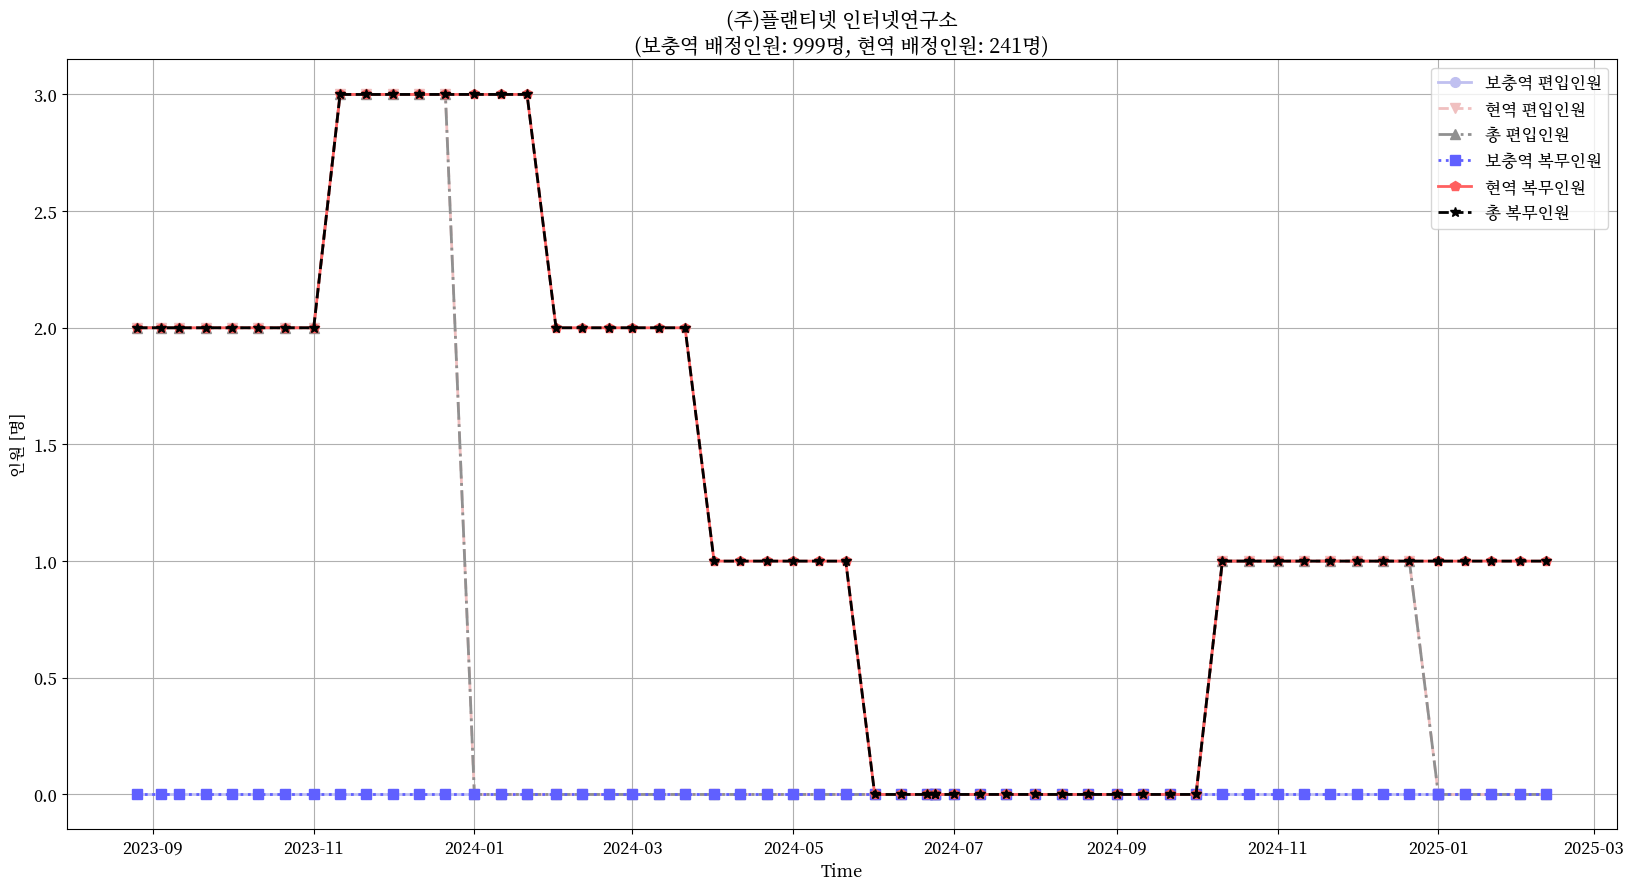 (주)플랜티넷 인터넷연구소
(보충역 배정인원: 999명, 현역 배정인원: 241명)
보충역 편입인원
현역 편입인원
총 편입인원
보충역 복무인원
현역 복무인원
총 복무인원
인원 [명]
3.0
2.5
2.0
1.5
1.0
0.5
0.0
2023-09
2023-11
2024-01
2024-03
2024-05
2024-07
2024-09
2024-11
2025-01
2025-03
Time